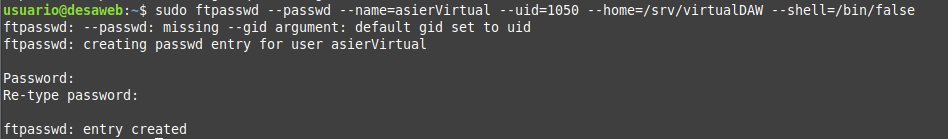 usuario@desaweb:~$ sudo ftpasswd --passwd --name=asierVirtual --uid=1050 --home=/srv/virtualDAW --shell=/bin/false
ftpasswd: --passwd: missing --gid argument: default gid set to uid
ftpasswd: creating passwd entry for user asierVirtual
Password:
Re-type password:
ftpasswd: entry created